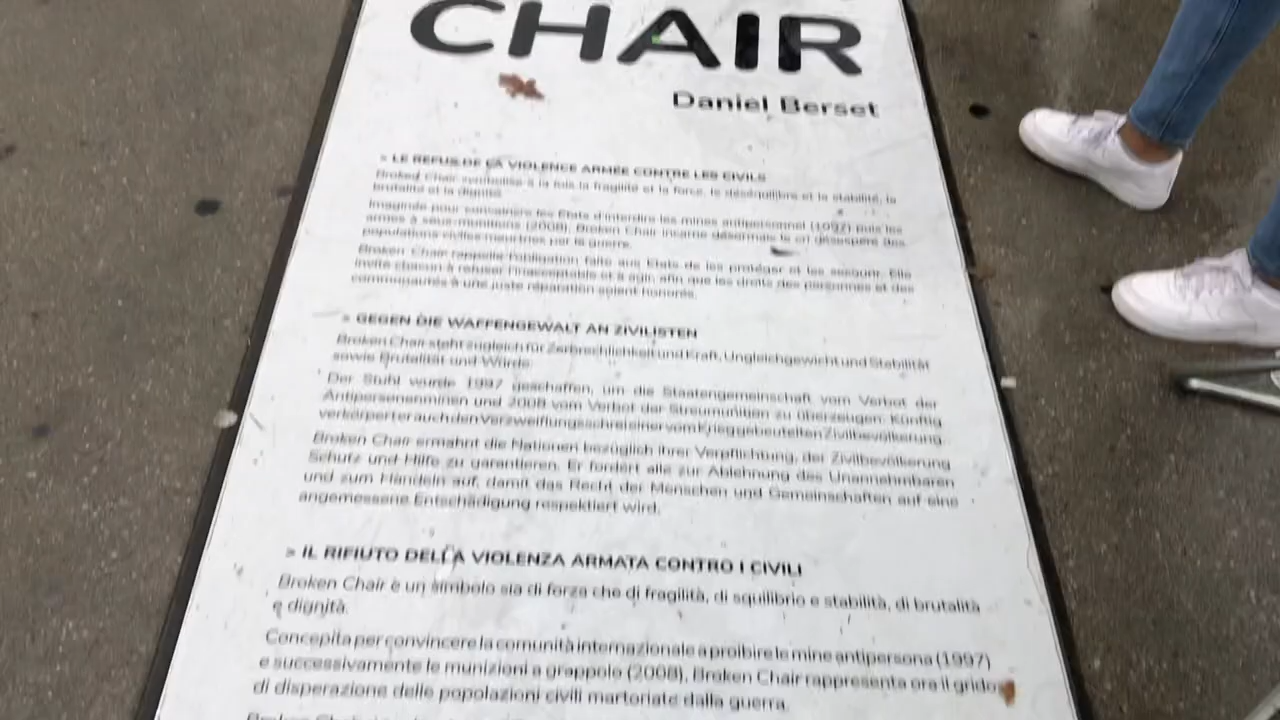 CHAIR
Daniel Berset
> LE REFUS DE LA VIOLENCE ARMÉE CONTRE LES CIVILS
Broken Chair symbolise à la fois la fragilité et la force, le déséquilibre et la stabilité, la
brutalité et la dignité.
Imaginée pour convaincre les Etats d'interdire les mines antipersonnel (1997) puis les
armes à sous-munitions (2008), Broken Chair incarne désormais le cri désespéré des
populations civiles meurtries par la guerre.
Broken Chair rappelle l'obligation faite aux Etats de les protéger et les secourir. Elle
invite chacun à refuser l'inacceptable et à agir, afin que les droits des personnes et des
communautés à une juste réparation soient honorés.
> GEGEN DIE WAFFENGEWALT AN ZIVILISTEN
Broken Chair steht zugleich für Zerbrechlichkeit und Kraft, Ungleichgewicht und Stabilität
sowie Brutalität und Würde.
Der Stuhl wurde 1997 geschaffen, um die Staatengemeinschaft vom Verbot der
Antipersonenminen und 2008 vom Verbot der Streumunition zu überzeugen. Künftig
verkörpert er auch den Verzweiflungsschrei einer vom Krieg gebeutelten Zivilbevölkerung.
Broken Chair ermahnt die Nationen bezüglich ihrer Verpflichtung, der Zivilbevölkerung
Schutz und Hilfe zu garantieren. Er fordert alle zur Ablehnung des Unannehmbaren
und zum Handeln auf, damit das Recht der Menschen und Gemeinschaften auf eine
angemessene Entschädigung respektiert wird.
> IL RIFIUTO DELLA VIOLENZA ARMATA CONTRO I CIVILI
Broken Chair è un simbolo sia di forza che di fragilità, di squilibrio e stabilità, di brutalità
e dignità.
Concepita per convincere la comunità internazionale a proibire le mine antipersona (1997)
e successivamente le munizioni a grappolo (2008), Broken Chair rappresenta ora il grido
di disperazione delle popolazioni civili martoriate dalla guerra.